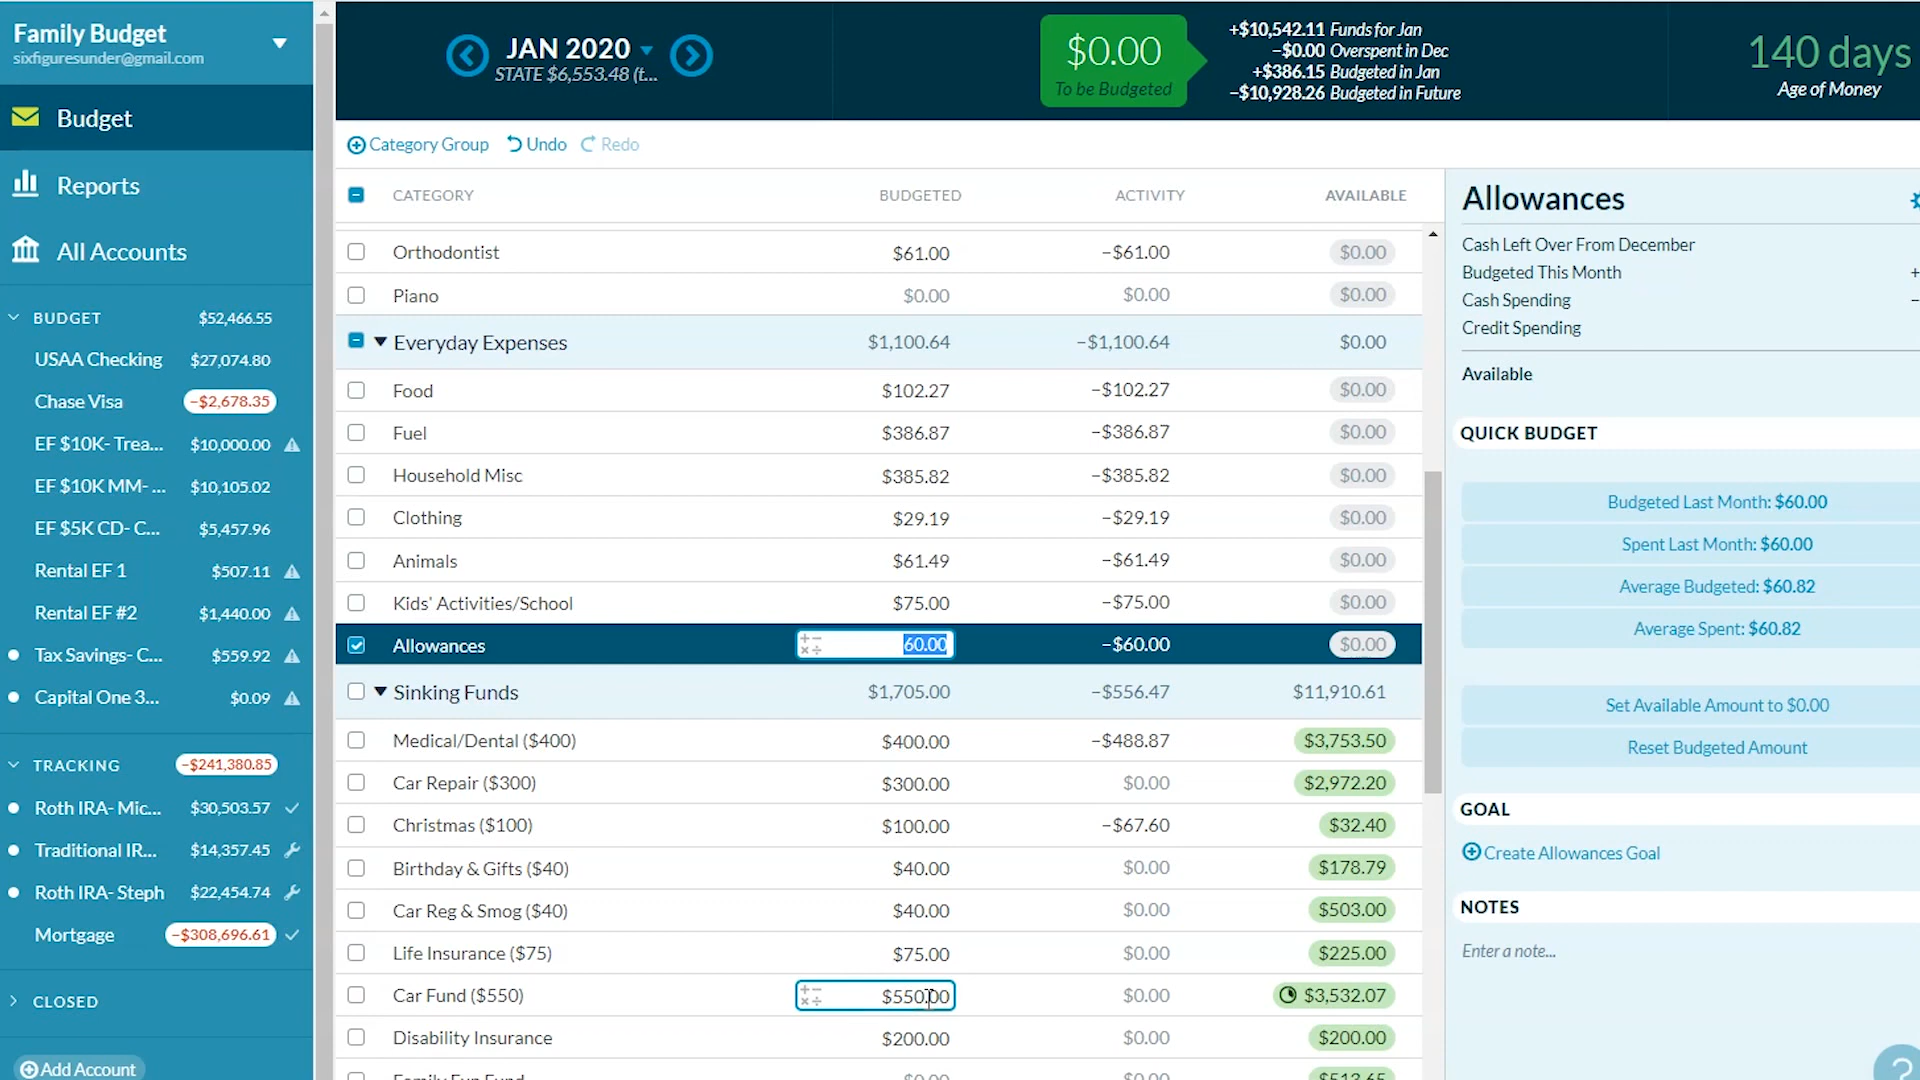 Family Budget
sixfiguresunder@gmail.com
Budget
Reports
All Accounts
BUDGET $52,466.55
USAA Checking $27,074.80
Chase Visa −$2,678.35
EF $10K- Trea... $10,000.00
EF $10K MM- ... $10,105.02
EF $5K CD- C... $5,457.96
Rental EF 1 $507.11
Rental EF #2 $1,440.00
Tax Savings- C... $559.92
Capital One 3... $0.09
TRACKING −$241,380.85
Roth IRA- Mic... $30,503.57
Traditional IR... $14,357.45
Roth IRA- Steph $22,454.74
Mortgage −$308,696.61
CLOSED
Add Account
JAN 2020
STATE $6,553.48 (t...
$0.00
To be Budgeted
+$10,542.11 Funds for Jan
−$0.00 Overspent in Dec
+$386.15 Budgeted in Jan
−$10,928.26 Budgeted in Future
140 days
Age of Money
Category Group Undo Redo
CATEGORY BUDGETED ACTIVITY AVAILABLE
Orthodontist $61.00 −$61.00 $0.00
Piano $0.00 $0.00 $0.00
Everyday Expenses $1,100.64 −$1,100.64 $0.00
Food $102.27 −$102.27 $0.00
Fuel $386.87 −$386.87 $0.00
Household Misc $385.82 −$385.82 $0.00
Clothing $29.19 −$29.19 $0.00
Animals $61.49 −$61.49 $0.00
Kids' Activities/School $75.00 −$75.00 $0.00
Allowances 60.00 −$60.00 $0.00
Sinking Funds $1,705.00 −$556.47 $11,910.61
Medical/Dental ($400) $400.00 −$488.87 $3,753.50
Car Repair ($300) $300.00 $0.00 $2,972.20
Christmas ($100) $100.00 −$67.60 $32.40
Birthday & Gifts ($40) $40.00 $0.00 $178.79
Car Reg & Smog ($40) $40.00 $0.00 $503.00
Life Insurance ($75) $75.00 $0.00 $225.00
Car Fund ($550) $550.00 $0.00 $3,532.07
Disability Insurance $200.00 $0.00 $200.00
Family Fun Fund $0.00 $0.00 $513.65
Allowances
Cash Left Over From December
Budgeted This Month +
Cash Spending −
Credit Spending
Available
QUICK BUDGET
Budgeted Last Month: $60.00
Spent Last Month: $60.00
Average Budgeted: $60.82
Average Spent: $60.82
Set Available Amount to $0.00
Reset Budgeted Amount
GOAL
Create Allowances Goal
NOTES
Enter a note...
?